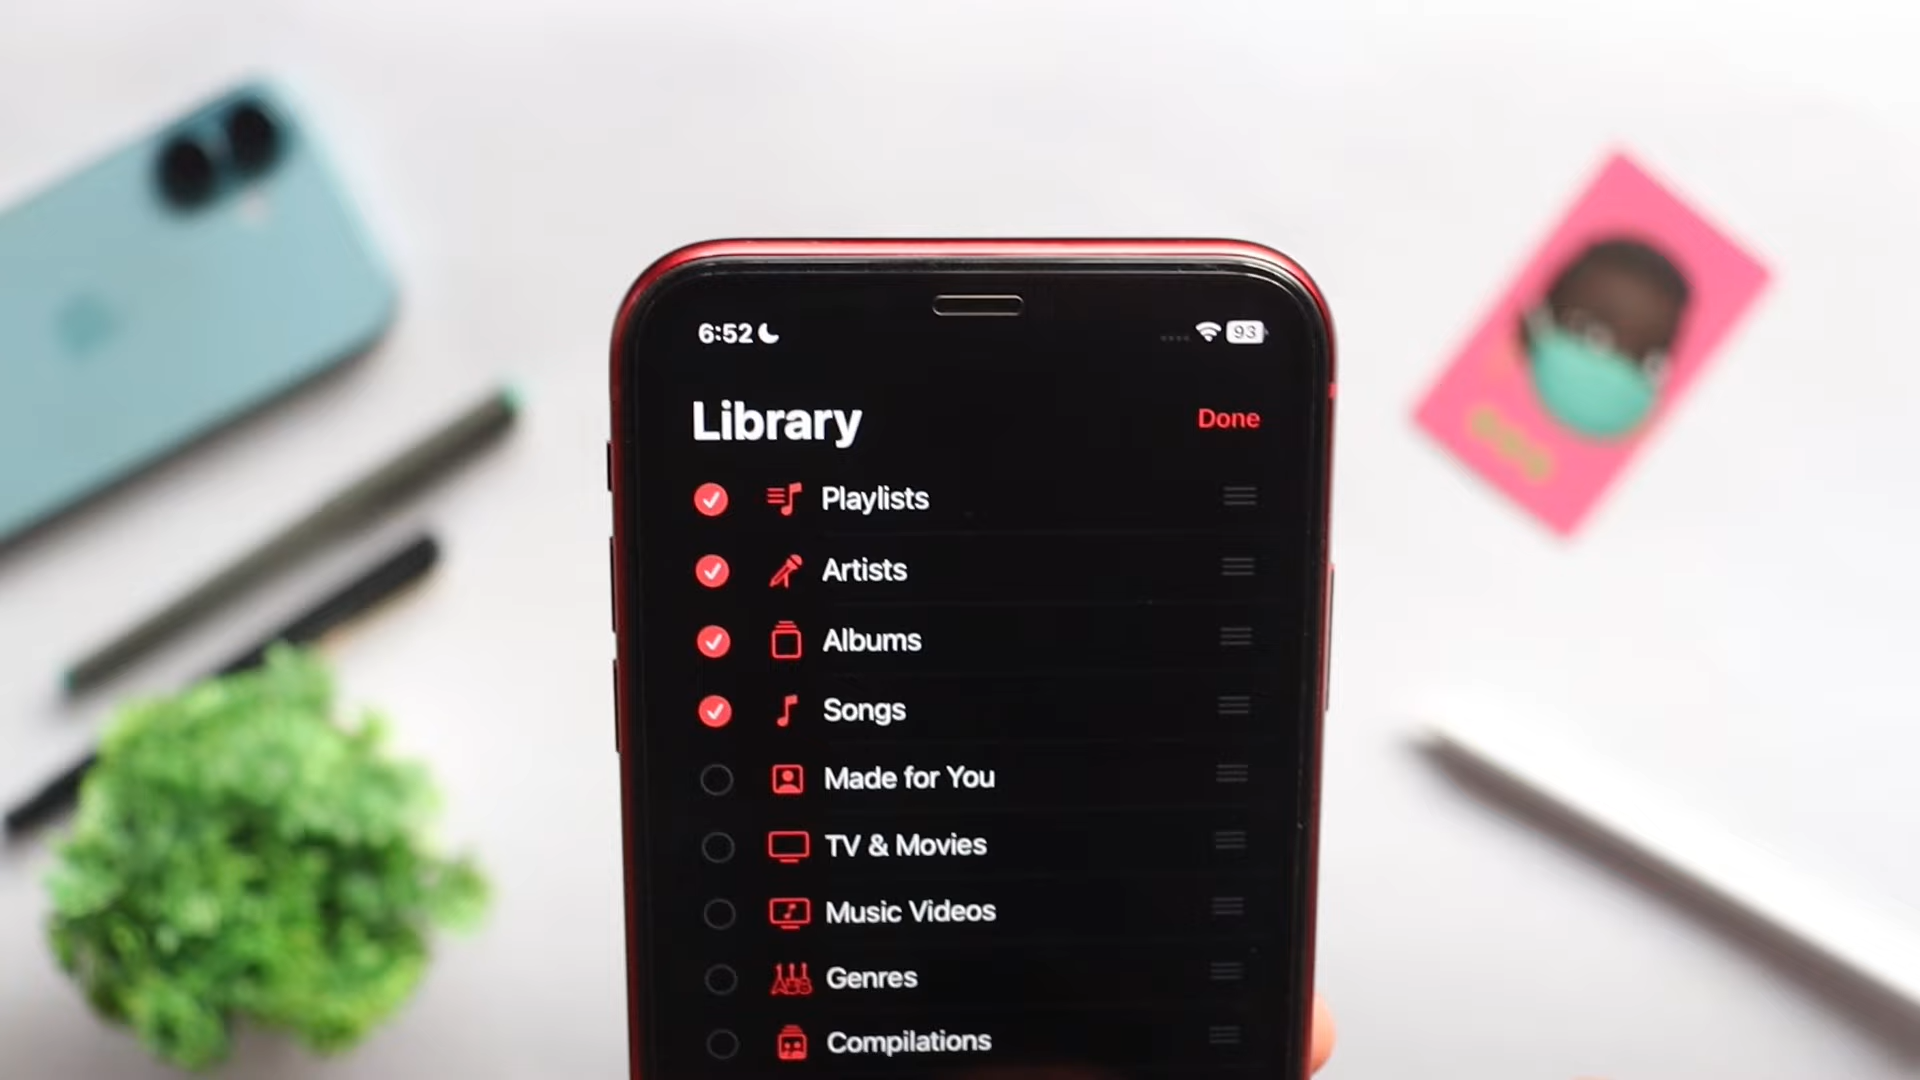 6:52
93
Library
Done
Playlists
Artists
Albums
Songs
Made for You
TV & Movies
Music Videos
Genres
Compilations